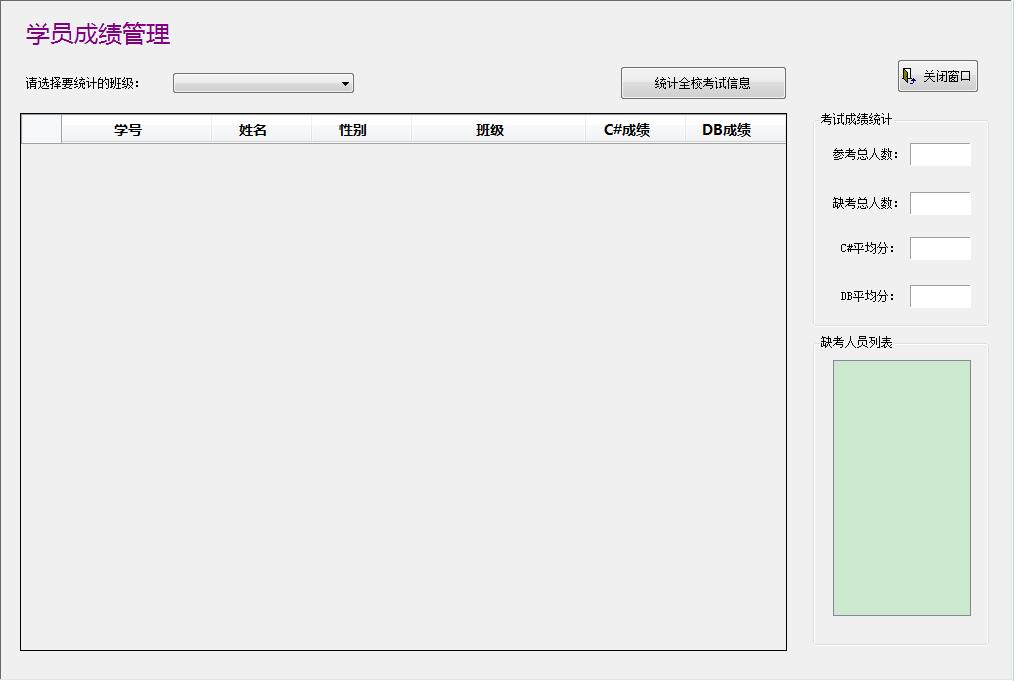 学员成绩管理
请选择要统计的班级：
统计全校考试信息
关闭窗口
学号 姓名 性别 班级 C#成绩 DB成绩
考试成绩统计
参考总人数：
缺考总人数：
C#平均分：
DB平均分：
缺考人员列表